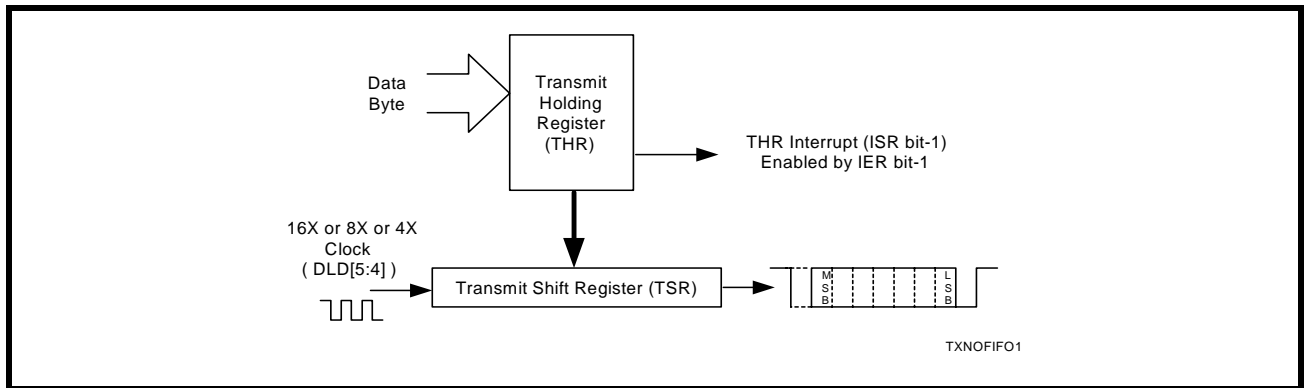 Data
Byte
Transmit
Holding
Register
(THR)
THR Interrupt (ISR bit-1)
Enabled by IER bit-1
16X or 8X or 4X
Clock
( DLD[5:4] )
Transmit Shift Register (TSR)
M
S
B
L
S
B
TXNOFIFO1